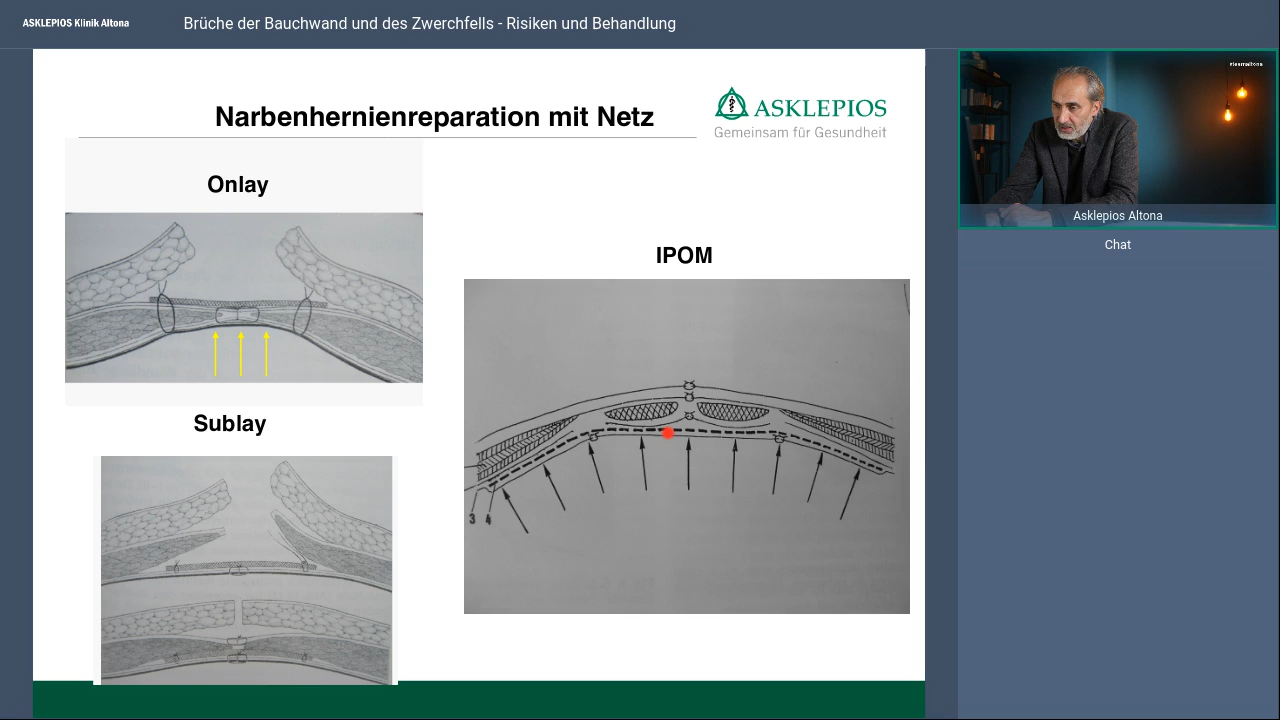 ASKLEPIOS Klinik Altona
Brüche der Bauchwand und des Zwerchfells - Risiken und Behandlung
Narbenhernienreparation mit Netz
ASKLEPIOS
Gemeinsam für Gesundheit
Onlay
IPOM
3 4
Sublay
#teamaltona
Asklepios Altona
Chat